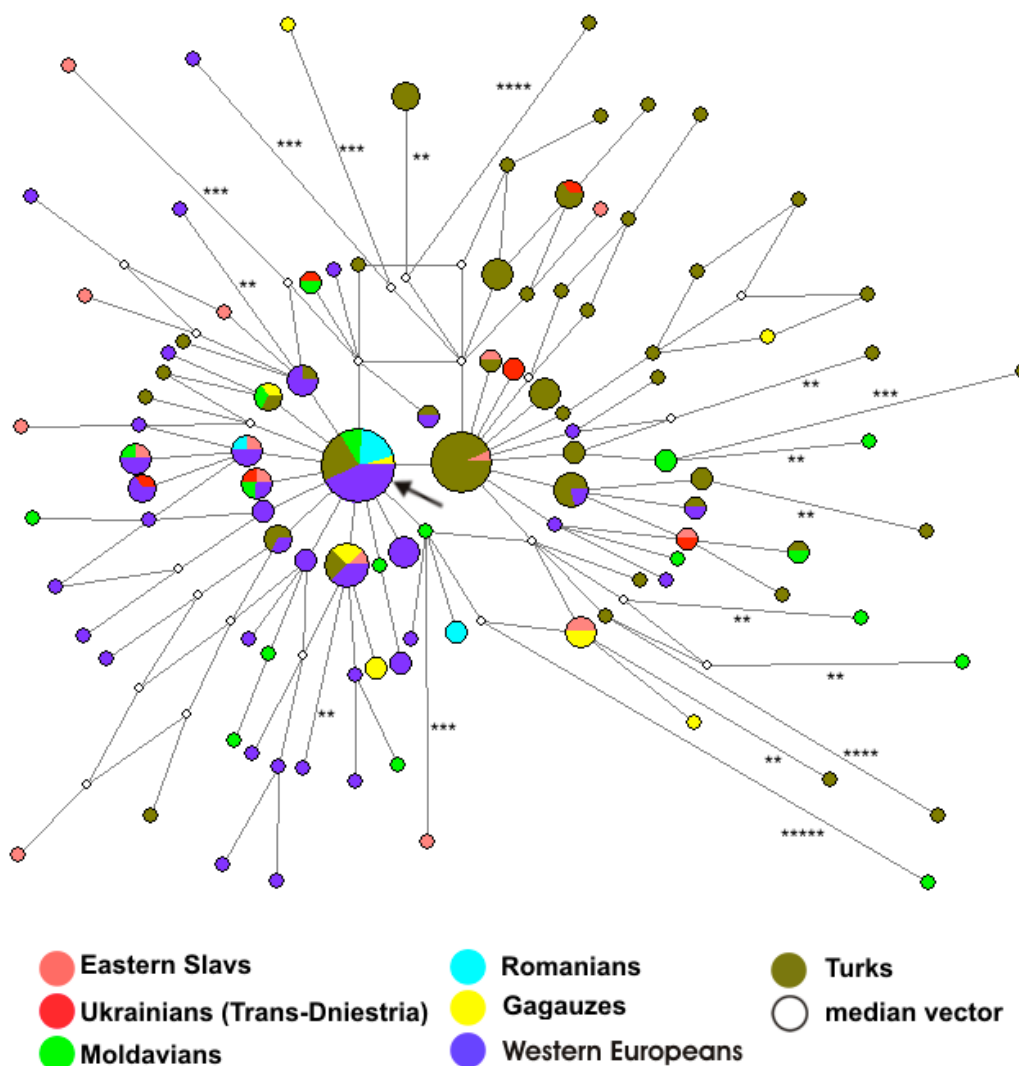 ****
***
***
**
***
**
**
***
**
**
**
**
**
***
****
**
*****
Eastern Slavs
Romanians
Turks
Ukrainians (Trans-Dniestria)
Gagauzes
median vector
Moldavians
Western Europeans